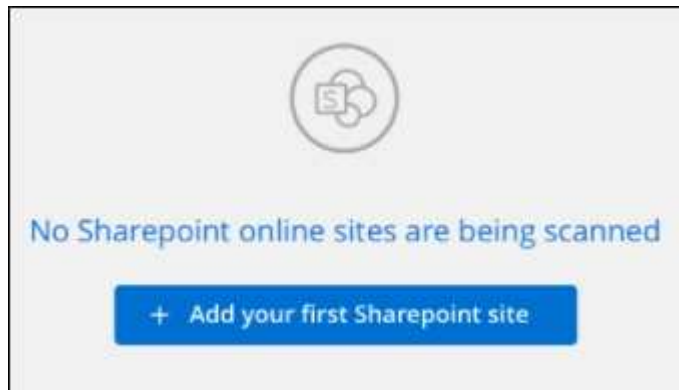 S
No Sharepoint online sites are being scanned
+ Add your first Sharepoint site